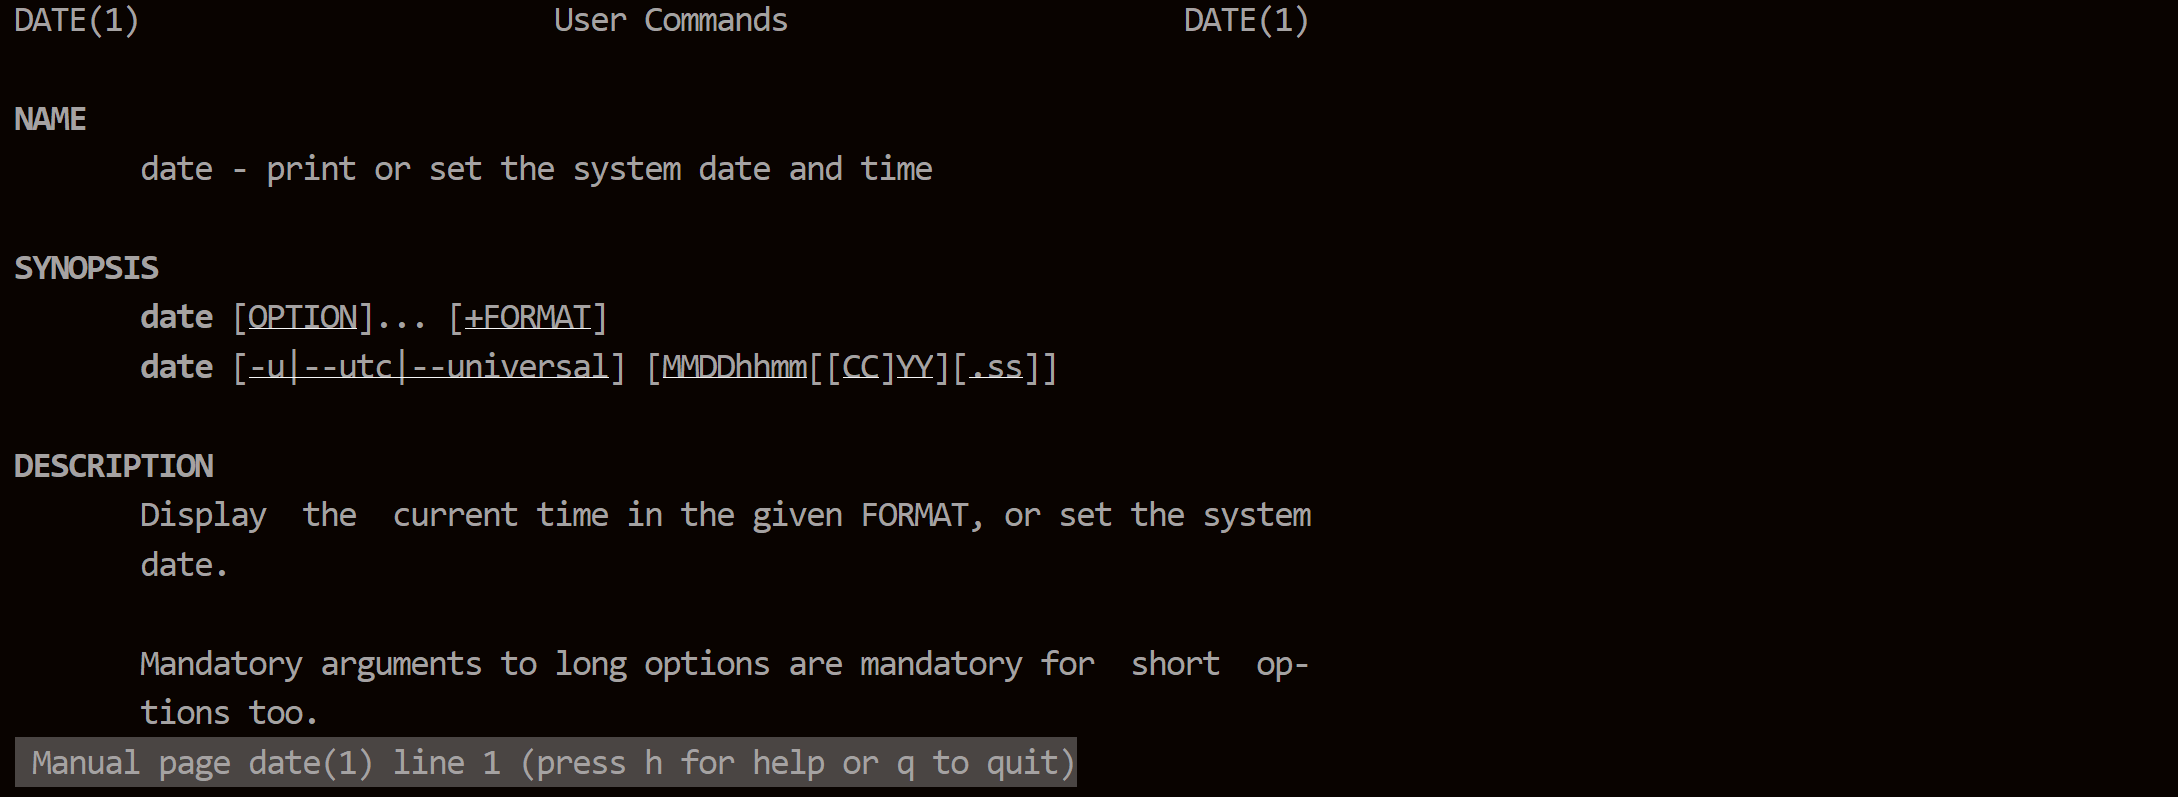 DATE(1)                       User Commands                      DATE(1)
NAME
date - print or set the system date and time
SYNOPSIS
date [OPTION]... [+FORMAT]
date [-u|--utc|--universal] [MMDDhhmm[[CC]YY][.ss]]
DESCRIPTION
Display  the  current time in the given FORMAT, or set the system
date.
Mandatory arguments to long options are mandatory for  short  op-
tions too.
Manual page date(1) line 1 (press h for help or q to quit)